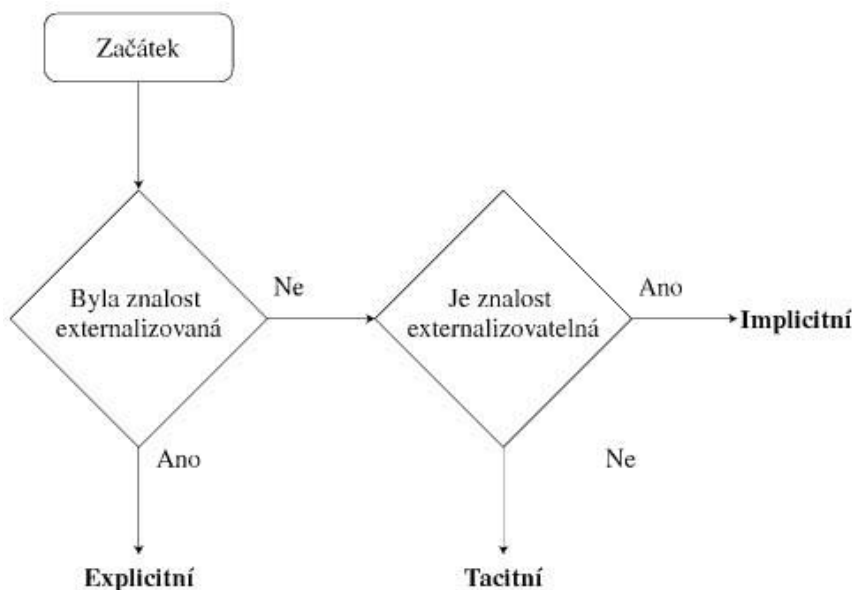 Začátek
Ne
Byla znalost
externalizovaná
Ano
Je znalost
externalizovatelná
Implicitní
Ano
Ne
Explicitní
Tacitní